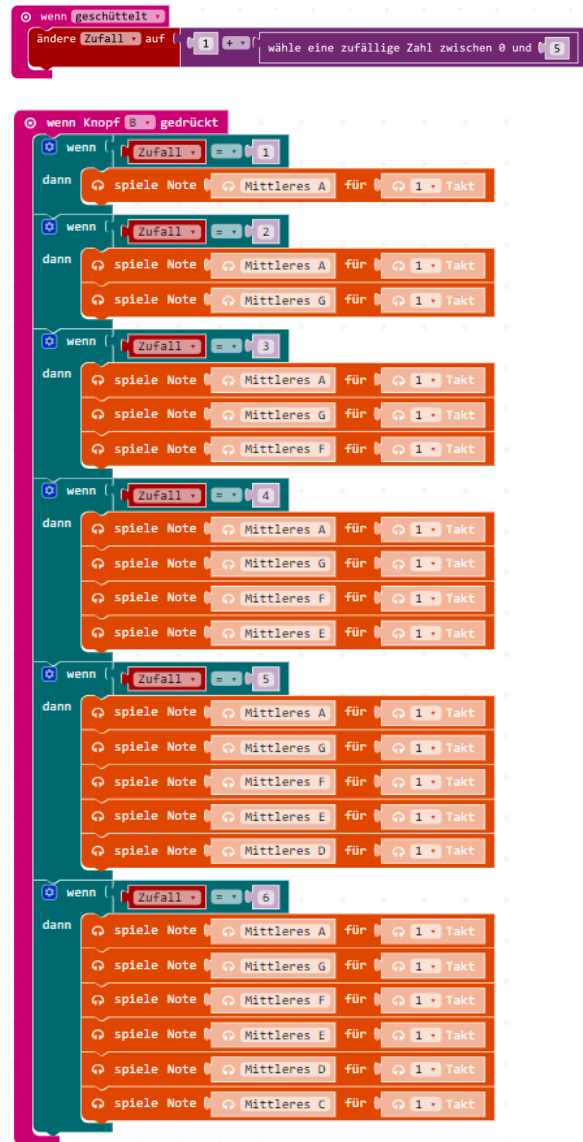 wenn geschüttelt
ändere Zufall auf 1 + wähle eine zufällige Zahl zwischen 0 und 5
wenn Knopf B gedrückt
wenn Zufall = 1
dann spiele Note Mittleres A für 1 Takt
wenn Zufall = 2
dann spiele Note Mittleres A für 1 Takt
spiele Note Mittleres G für 1 Takt
wenn Zufall = 3
dann spiele Note Mittleres A für 1 Takt
spiele Note Mittleres G für 1 Takt
spiele Note Mittleres F für 1 Takt
wenn Zufall = 4
dann spiele Note Mittleres A für 1 Takt
spiele Note Mittleres G für 1 Takt
spiele Note Mittleres F für 1 Takt
spiele Note Mittleres E für 1 Takt
wenn Zufall = 5
dann spiele Note Mittleres A für 1 Takt
spiele Note Mittleres G für 1 Takt
spiele Note Mittleres F für 1 Takt
spiele Note Mittleres E für 1 Takt
spiele Note Mittleres D für 1 Takt
wenn Zufall = 6
dann spiele Note Mittleres A für 1 Takt
spiele Note Mittleres G für 1 Takt
spiele Note Mittleres F für 1 Takt
spiele Note Mittleres E für 1 Takt
spiele Note Mittleres D für 1 Takt
spiele Note Mittleres C für 1 Takt